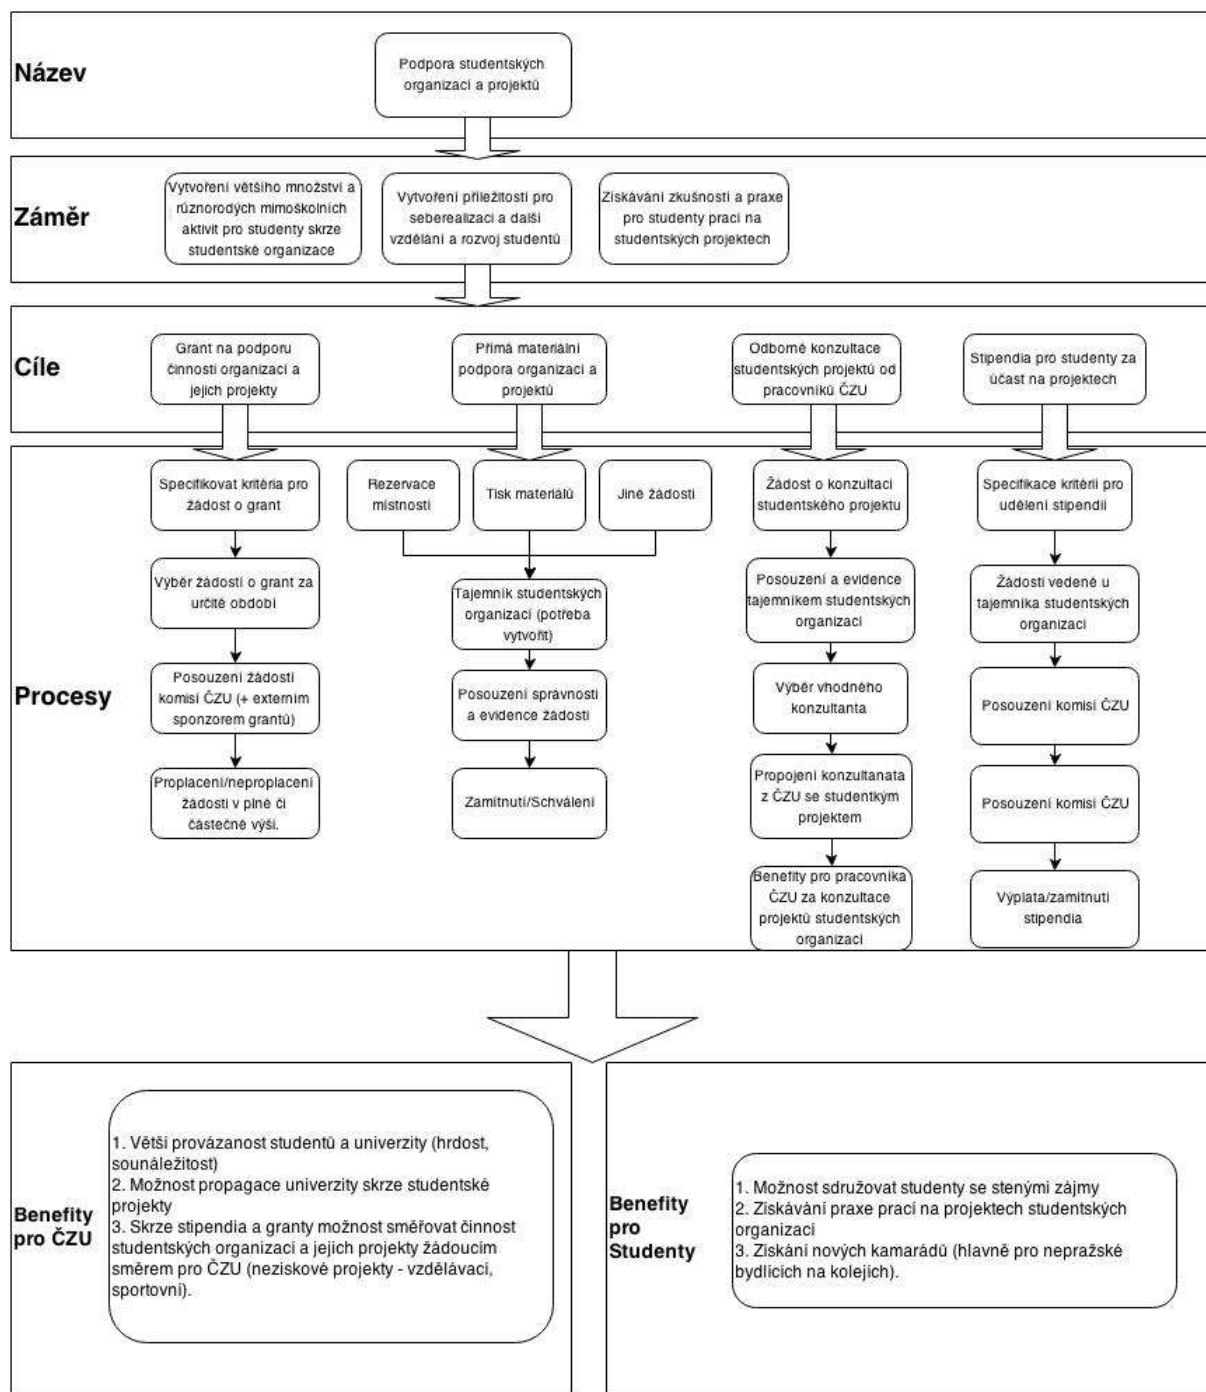 Název
Podpora studentských
organizací a projektů
Záměr
Vytvoření většího množství a
různorodých mimoškolních
aktivit pro studenty skrze
studentské organizace
Vytvoření příležitostí pro
seberealizaci a další
vzdělání a rozvoj studentů
Získávání zkušeností a praxe
pro studenty prací na
studentských projektech
Cíle
Grant na podporu
činnosti organizací a
jejich projekty
Přímá materiální
podpora organizací a
projektů
Odborné konzultace
studentských projektů od
pracovníků ČZU
Stipendia pro studenty za
účast na projektech
Procesy
Specifikovat kritéria pro
žádost o grant
Výběr žádostí o grant za
určité období
Posouzení žádostí
komisí ČZU (+ externím
sponzorem grantů)
Proplacení/neproplacení
žádosti v plné či
částečné výši.
Rezervace
místností
Tisk materiálů
Jiné žádosti
Tajemník studentských
organizací (potřeba
vytvořit)
Posouzení správnosti
a evidence žádostí
Zamítnutí/Schválení
Žádost o konzultaci
studentského projektu
Posouzení a evidence
tajemníkem studentských
organizací
Výběr vhodného
konzultanta
Propojení konzultanata
z ČZU se studentkým
projektem
Benefity pro pracovníka
ČZU za konzultace
projektů studentských
organizací
Specifikace kritérií pro
udělení stipendií
Žádosti vedené u
tajemníka studentských
organizací
Posouzení komisí ČZU
Posouzení komisí ČZU
Výplata/zamítnutí
stipendia
Benefity
pro ČZU
1. Větší provázanost studentů a univerzity (hrdost,
sounáležitost)
2. Možnost propagace univerzity skrze studentské
projekty
3. Skrze stipendia a granty možnost směřovat činnost
studentských organizací a jejich projekty žádoucím
směrem pro ČZU (neziskové projekty - vzdělávací,
sportovní).
Benefity
pro
Studenty
1. Možnost sdružovat studenty se stenými zájmy
2. Získávání praxe prací na projektech studentských
organizací
3. Získání nových kamarádů (hlavně pro nepražské
bydlících na kolejích).